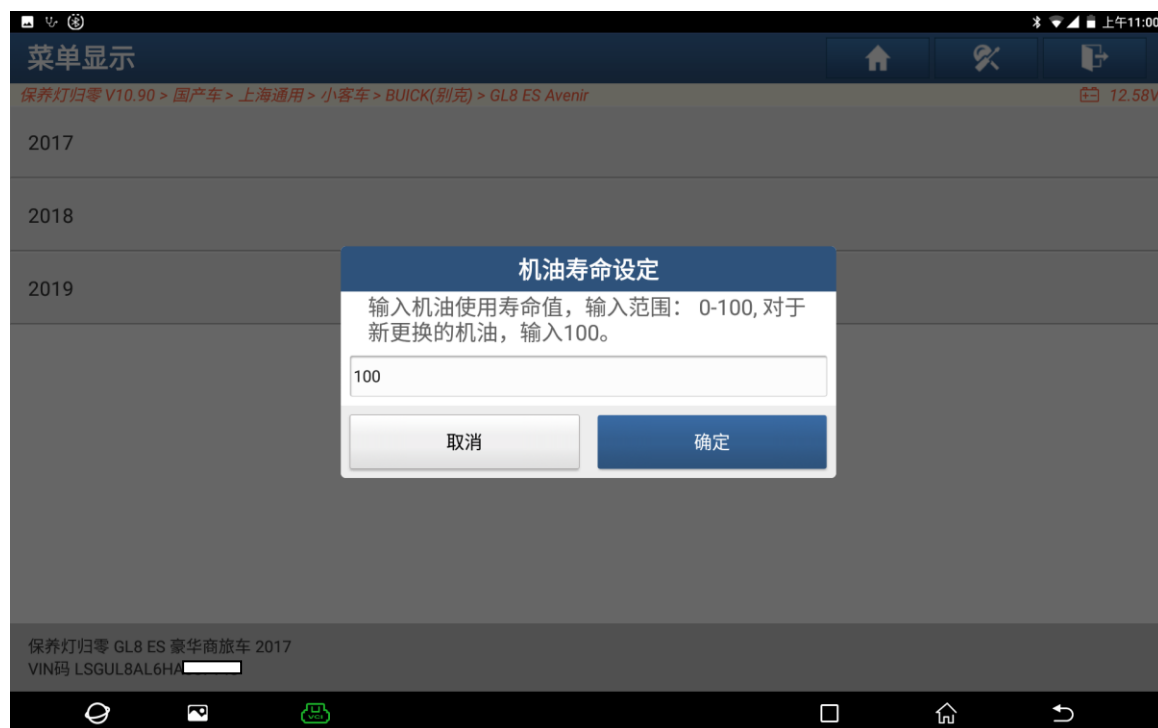 上午11:00
菜单显示
保养灯归零 V10.90 > 国产车 > 上海通用 > 小客车 > BUICK(别克) > GL8 ES Avenir
12.58V
2017
2018
2019
机油寿命设定
输入机油使用寿命值，输入范围： 0-100, 对于
新更换的机油，输入100。
100
取消
确定
保养灯归零 GL8 ES 豪华商旅车 2017
VIN码 LSGUL8AL6HA
VCI